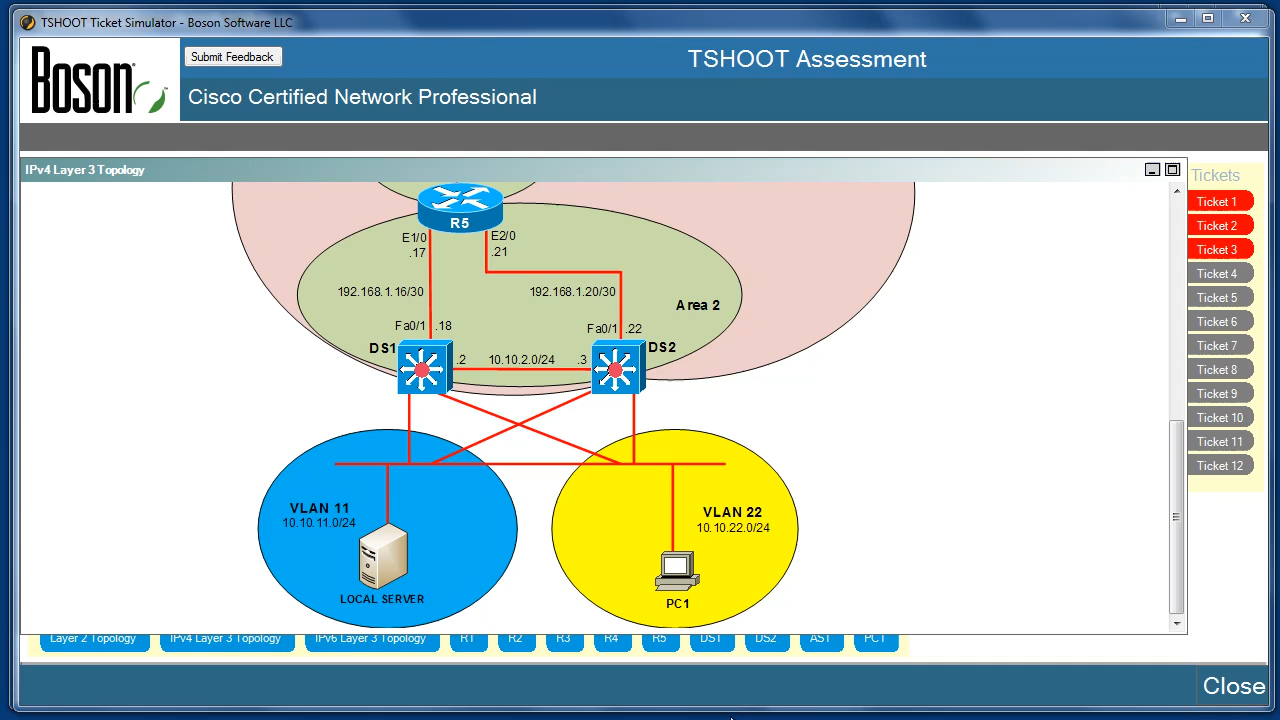 TSHOOT Ticket Simulator - Boson Software LLC
BOSON
Submit Feedback
TSHOOT Assessment
Cisco Certified Network Professional
IPv4 Layer 3 Topology
Tickets
Ticket 1
Ticket 2
Ticket 3
Ticket 4
Ticket 5
Ticket 6
Ticket 7
Ticket 8
Ticket 9
Ticket 10
Ticket 11
Ticket 12
R5
E1/0
.17
E2/0
.21
192.168.1.16/30
192.168.1.20/30
Area 2
Fa0/1
.18
Fa0/1
.22
DS1
DS2
.2
10.10.2.0/24
.3
VLAN 11
10.10.11.0/24
LOCAL SERVER
VLAN 22
10.10.22.0/24
PC1
Layer 2 Topology
IPv4 Layer 3 Topology
IPv6 Layer 3 Topology
R1
R2
R3
R4
R5
DS1
DS2
AS1
PC1
Close